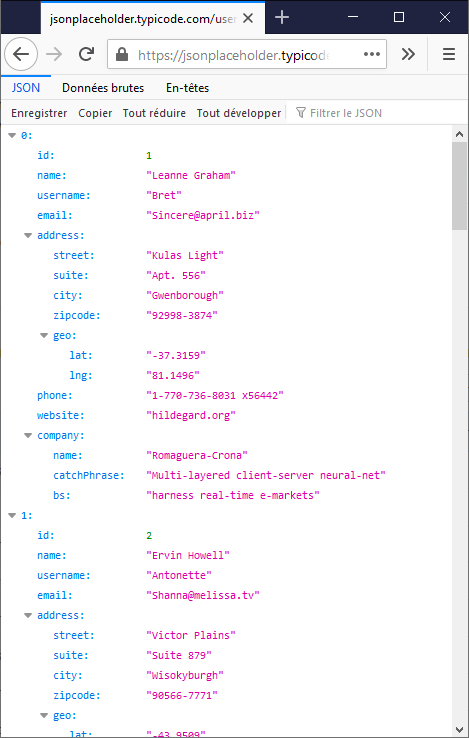 jsonplaceholder.typicode.com/user
https://jsonplaceholder.typicode
JSON Données brutes En-têtes
Enregistrer Copier Tout réduire Tout développer Filtrer le JSON
0:
id: 1
name: "Leanne Graham"
username: "Bret"
email: "Sincere@april.biz"
address:
street: "Kulas Light"
suite: "Apt. 556"
city: "Gwenborough"
zipcode: "92998-3874"
geo:
lat: "-37.3159"
lng: "81.1496"
phone: "1-770-736-8031 x56442"
website: "hildegard.org"
company:
name: "Romaguera-Crona"
catchPhrase: "Multi-layered client-server neural-net"
bs: "harness real-time e-markets"
1:
id: 2
name: "Ervin Howell"
username: "Antonette"
email: "Shanna@melissa.tv"
address:
street: "Victor Plains"
suite: "Suite 879"
city: "Wisokyburgh"
zipcode: "90566-7771"
geo:
lat: "-43.9509"